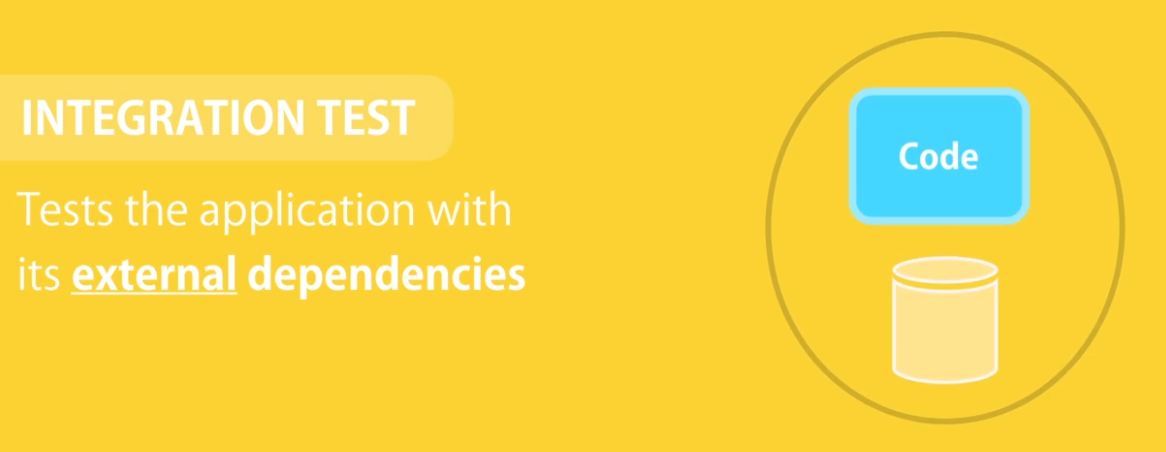 INTEGRATION TEST
Tests the application with
its external dependencies
Code